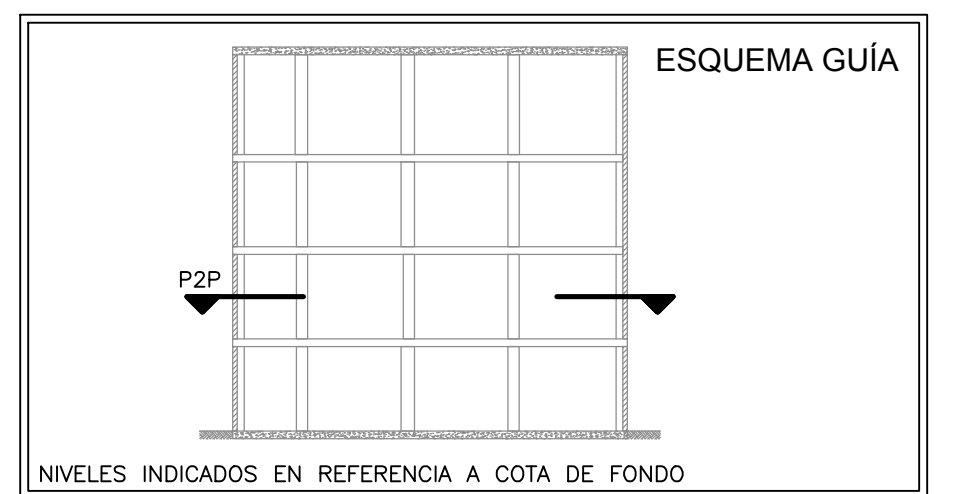 ESQUEMA GUÍA
P2P
NIVELES INDICADOS EN REFERENCIA A COTA DE FONDO